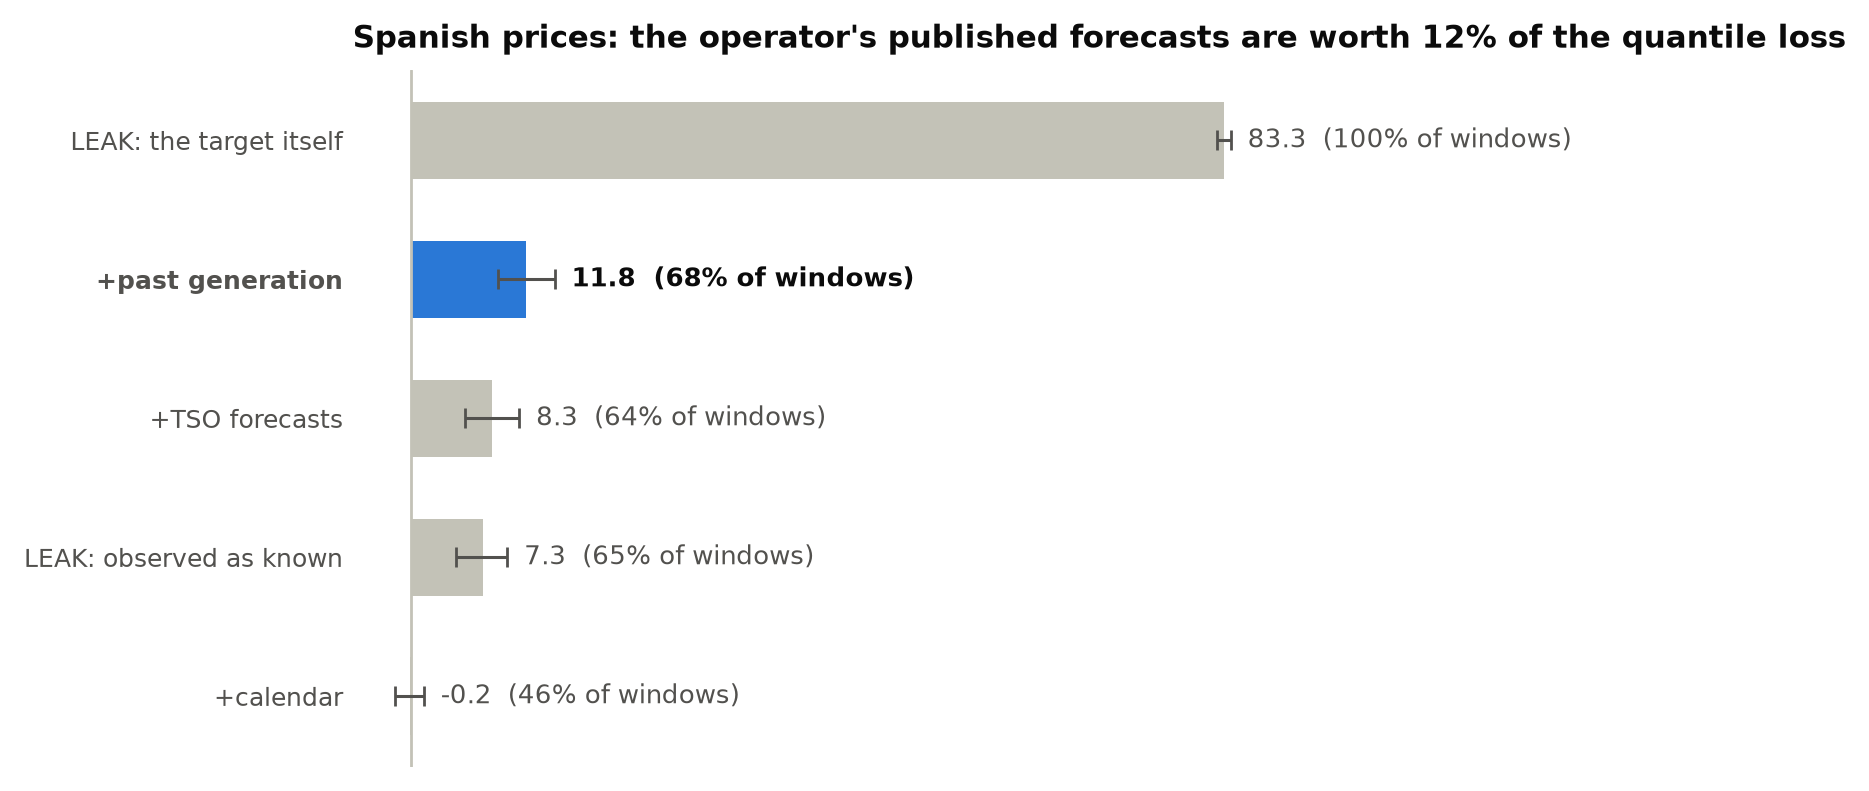 Spanish prices: the operator's published forecasts are worth 12% of the quantile loss
LEAK: the target itself 83.3 (100% of windows)
+past generation 11.8 (68% of windows)
+TSO forecasts 8.3 (64% of windows)
LEAK: observed as known 7.3 (65% of windows)
+calendar -0.2 (46% of windows)